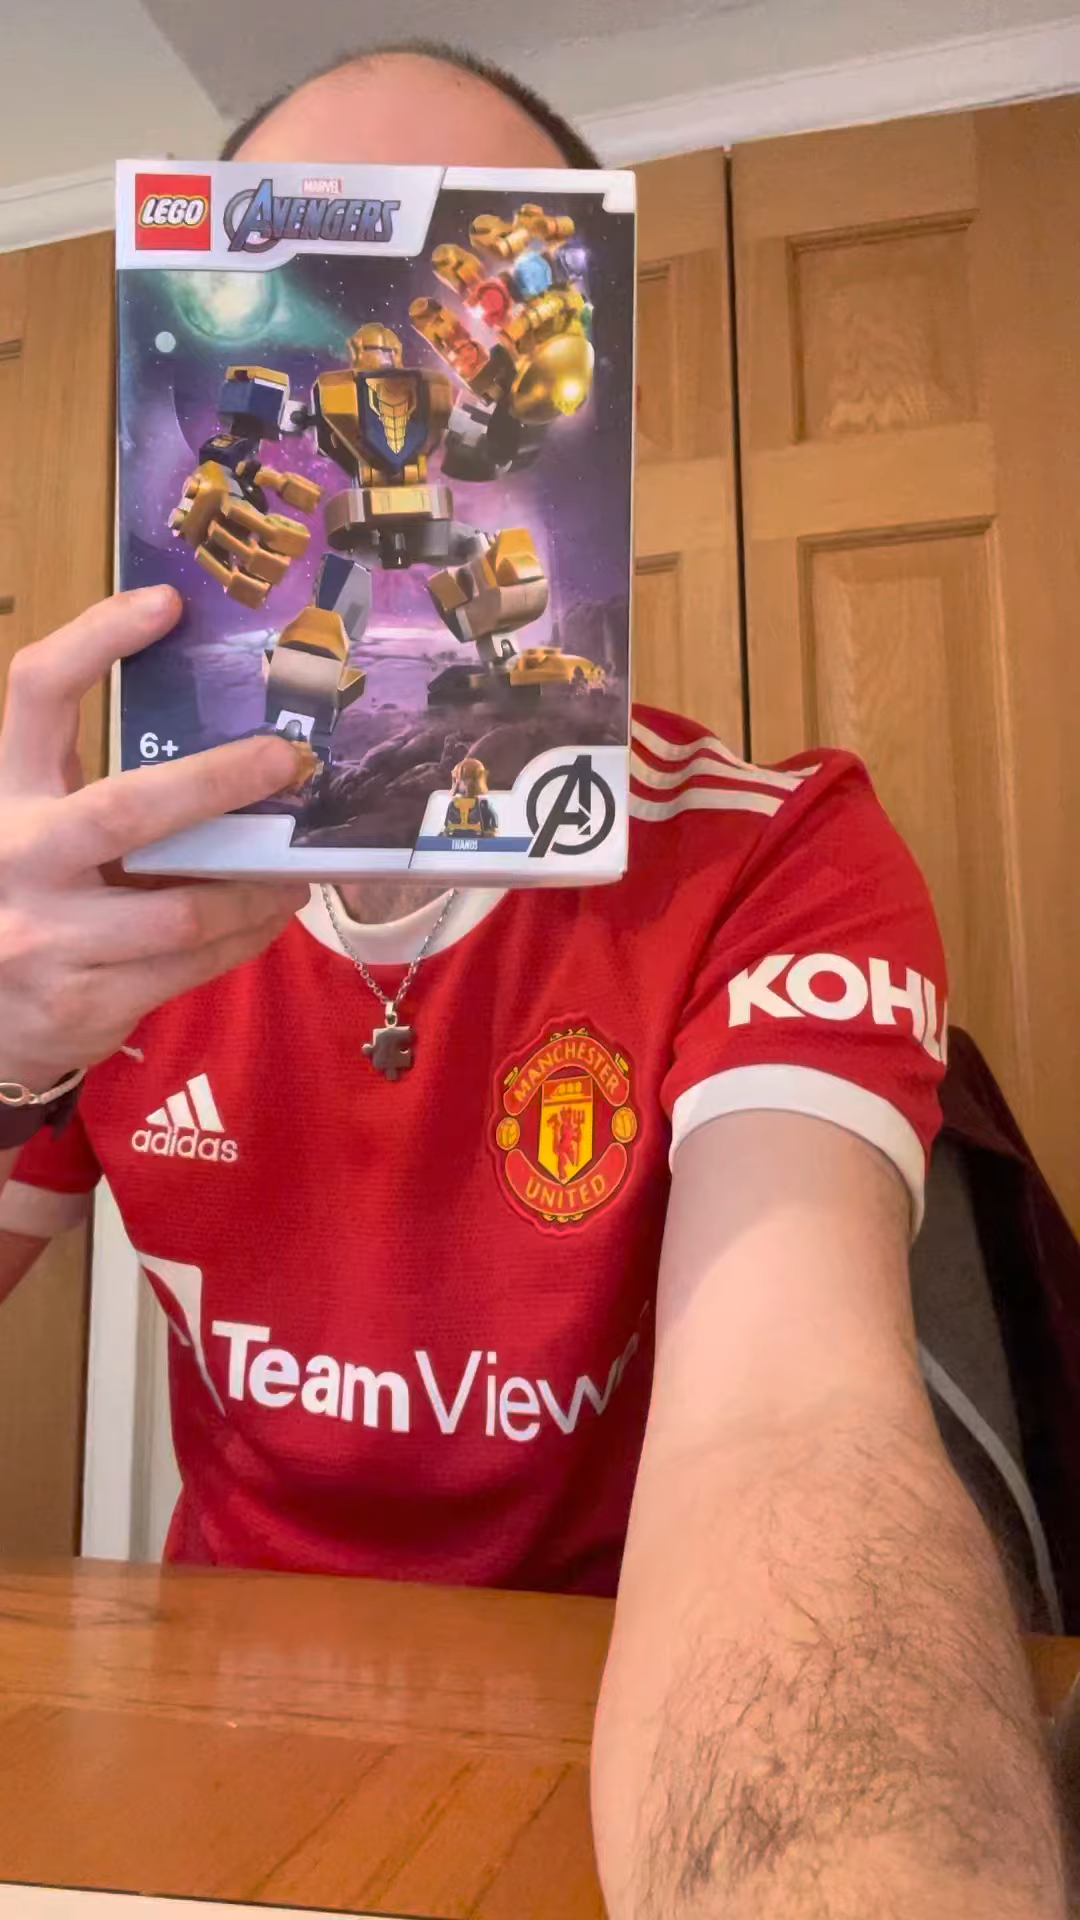 LEGO
MARVEL
AVENGERS
6+
THANOS
KOHL
adidas
MANCHESTER
UNITED
TeamView